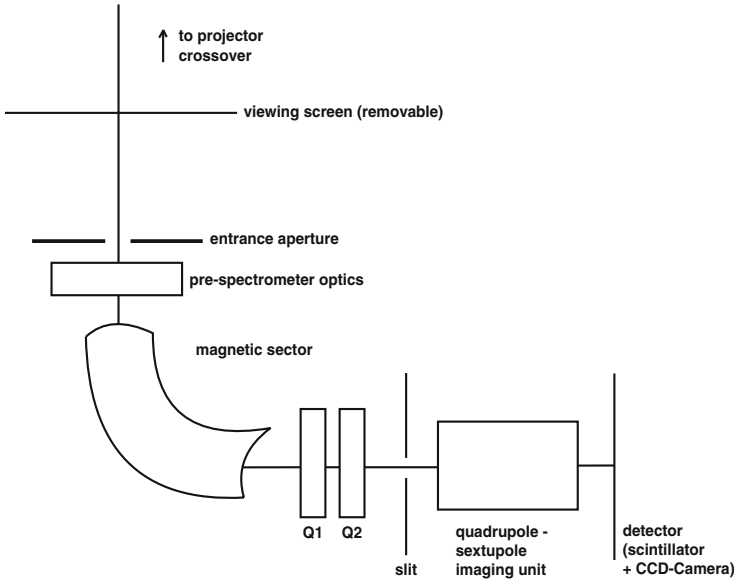 to projector
crossover
viewing screen (removable)
entrance aperture
pre-spectrometer optics
magnetic sector
Q1
Q2
slit
quadrupole -
sextupole
imaging unit
detector
(scintillator
+ CCD-Camera)